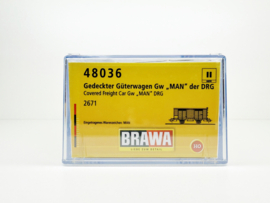 48036
II
Gedeckter Güterwagen Gw „MAN" der DRG
Covered Freight Car Gw „MAN" DRG
2671
BRAWA
H0